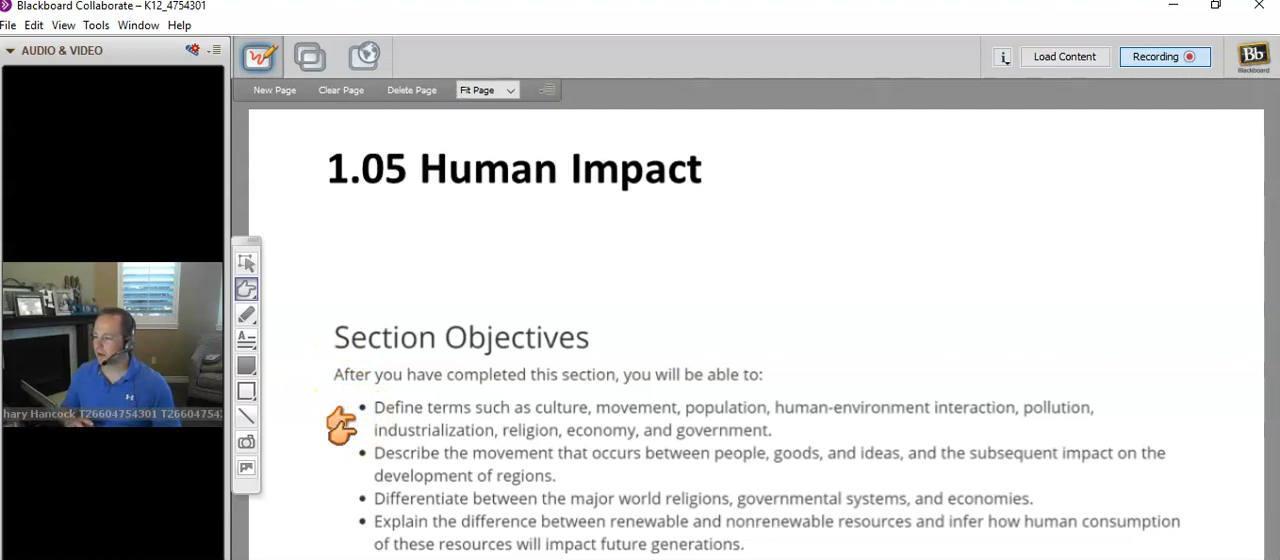 Blackboard Collaborate – K12_4754301
File Edit View Tools Window Help
AUDIO & VIDEO
Load Content
Recording
Bb
Blackboard
New Page
Clear Page
Delete Page
Fit Page
1.05 Human Impact
Section Objectives
After you have completed this section, you will be able to:
• Define terms such as culture, movement, population, human-environment interaction, pollution,
industrialization, religion, economy, and government.
• Describe the movement that occurs between people, goods, and ideas, and the subsequent impact on the
development of regions.
• Differentiate between the major world religions, governmental systems, and economies.
• Explain the difference between renewable and nonrenewable resources and infer how human consumption
of these resources will impact future generations.
hary Hancock T26604754301 T26604754